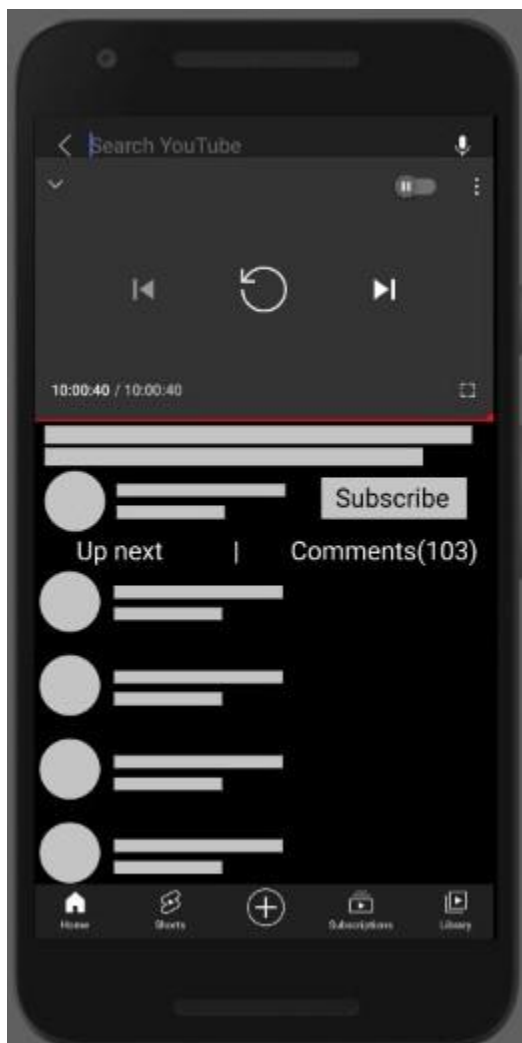 Search YouTube
10:00:40 / 10:00:40
Subscribe
Up next | Comments(103)
Home Shorts Subscriptions Library